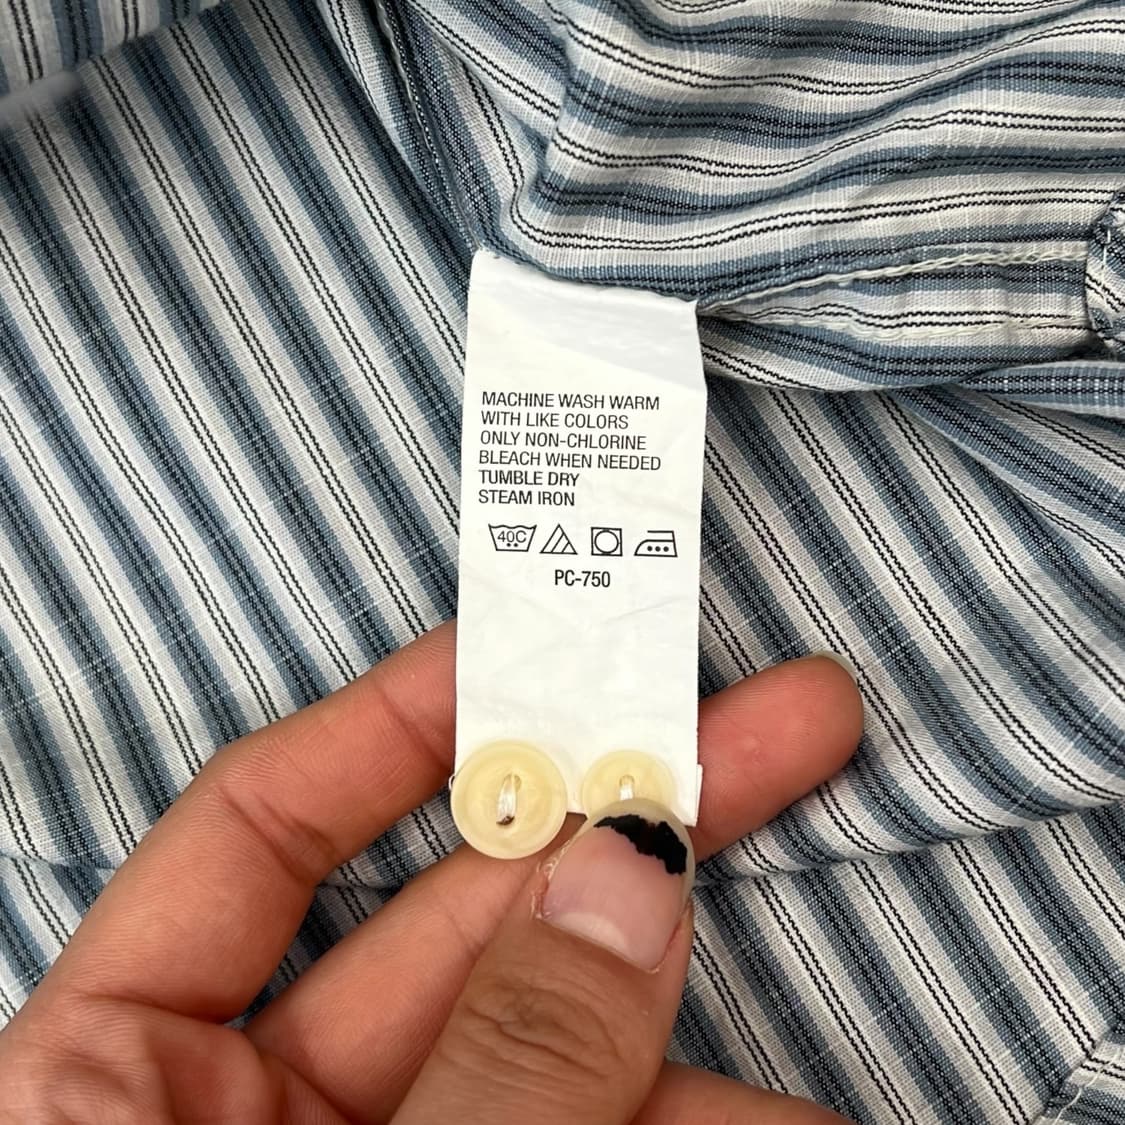 MACHINE WASH WARM
WITH LIKE COLORS
ONLY NON-CHLORINE
BLEACH WHEN NEEDED
TUMBLE DRY
STEAM IRON
40C
PC-750